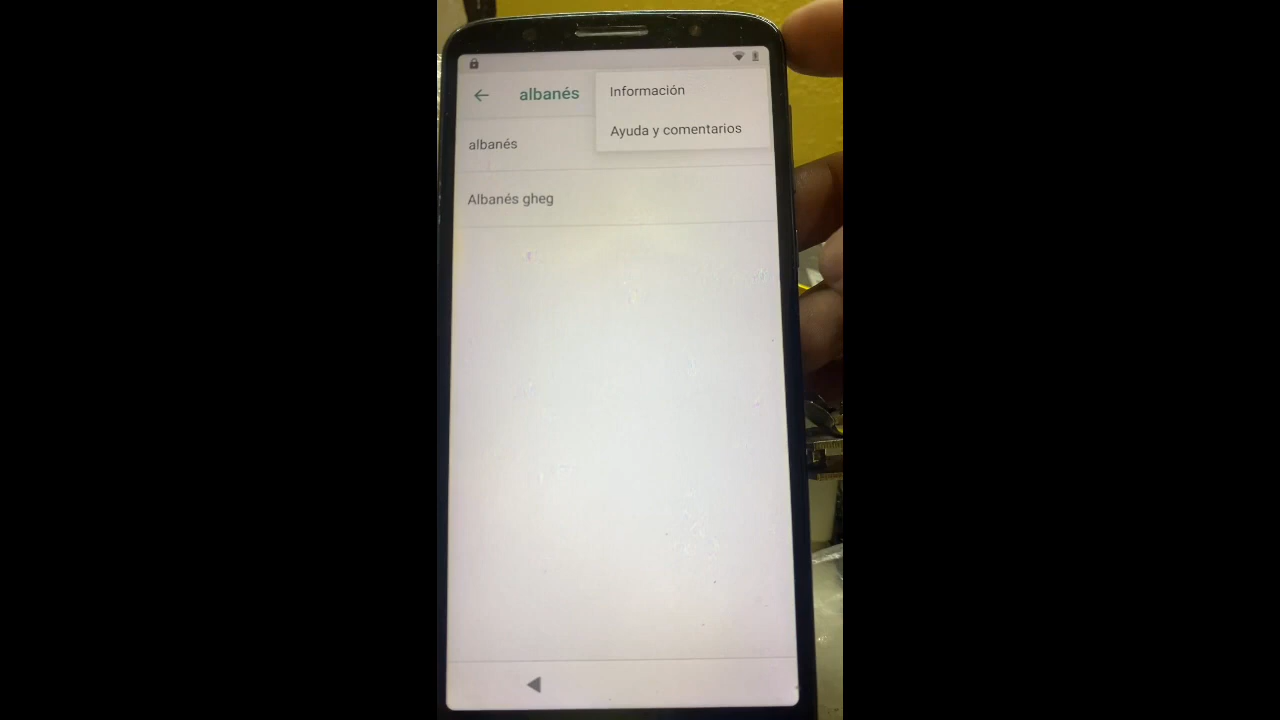 albanés
Información
Ayuda y comentarios
albanés
Albanés gheg